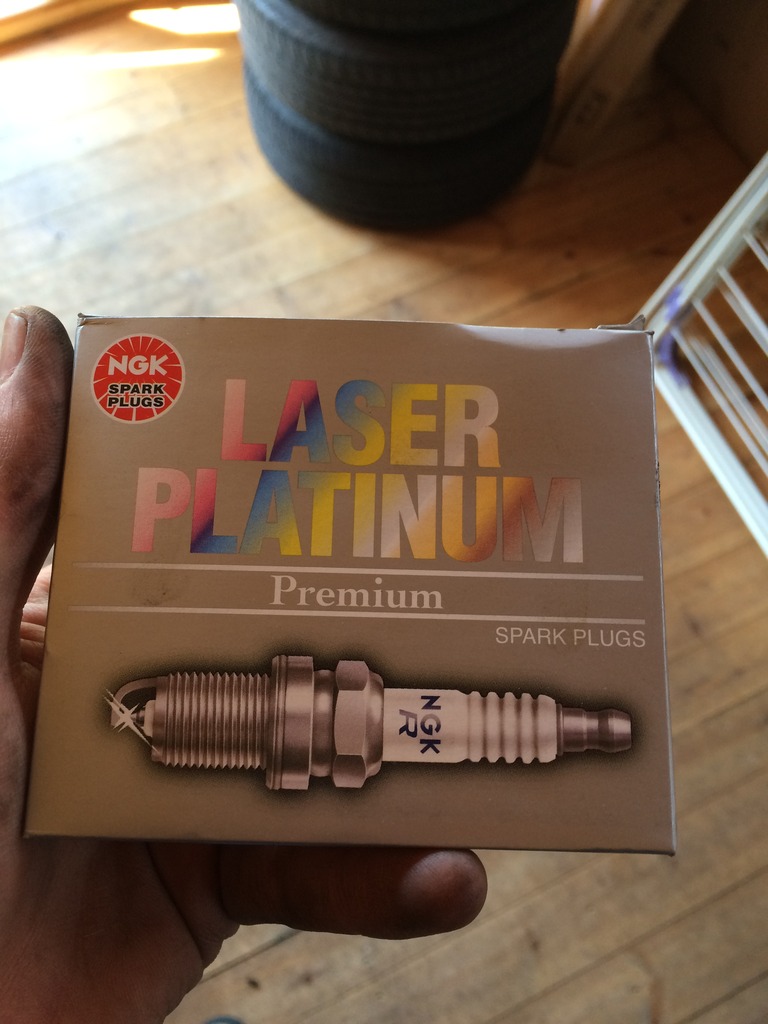 NGK
SPARK
PLUGS
LASER
PLATINUM
Premium
SPARK PLUGS
NGK
R